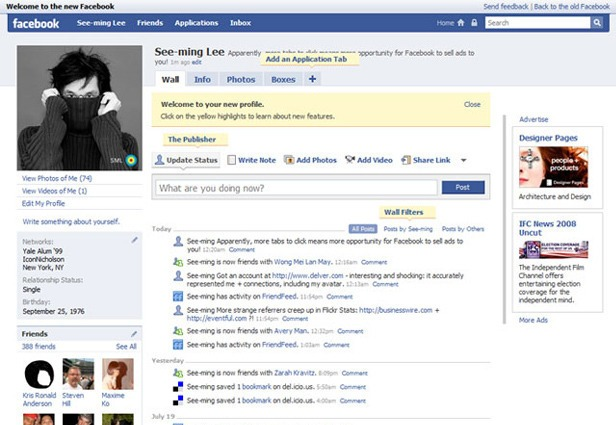 Welcome to the new Facebook
Send feedback | Back to the old Facebook
facebook See-ming Lee Friends Applications Inbox
Home Search
See-ming Lee Apparently, more tabs to click means more opportunity for Facebook to sell ads to
you! 1m ago edit
Add an Application Tab
Wall Info Photos Boxes +
Welcome to your new profile. Close
Click on the yellow highlights to learn about new features.
The Publisher
Update Status Write Note Add Photos Add Video Share Link
What are you doing now? Post
Wall Filters
All Posts Posts by See-ming Posts by Others
Today
See-ming Apparently, more tabs to click means more opportunity for Facebook to sell ads to
you! 12:20am Comment
See-ming is now friends with Wong Mei Lan May. 12:16am Comment
See-ming Got an account at http://www.delver.com - interesting and shocking: it accurately
represented me + connections, including my avatar. 12:13am Comment
See-ming has activity on FriendFeed. 11:54pm Comment
See-ming More strange referrers creep up in Flickr Stats: http://businesswire.com +
http://eventful.com /! 11:54pm Comment
See-ming is now friends with Avery Man. 12:32pm Comment
See-ming has activity on FriendFeed. 1:03am Comment
Yesterday
See-ming is now friends with Zarah Kravitz. 8:09pm Comment
See-ming saved 1 bookmark on del.icio.us. 5:50am Comment
See-ming saved 2 bookmarks on del.icio.us. 4:00am Comment
July 19
SML
View Photos of Me (74)
View Videos of Me (1)
Edit My Profile
Write something about yourself.
Networks:
Yale Alum '99
IconNicholson
New York, NY
Relationship Status:
Single
Birthday:
September 25, 1976
Friends
388 friends See All
Kris Ronald
Anderson
Steven
Hill
Maxime
Ko
Advertise
Designer Pages
people +
products
Designer Pages
Architecture and Design
IFC News 2008
Uncut
ELECTION COVERAGE
The Independent Film
Channel offers
entertaining election
coverage for the
independent mind.
More Ads